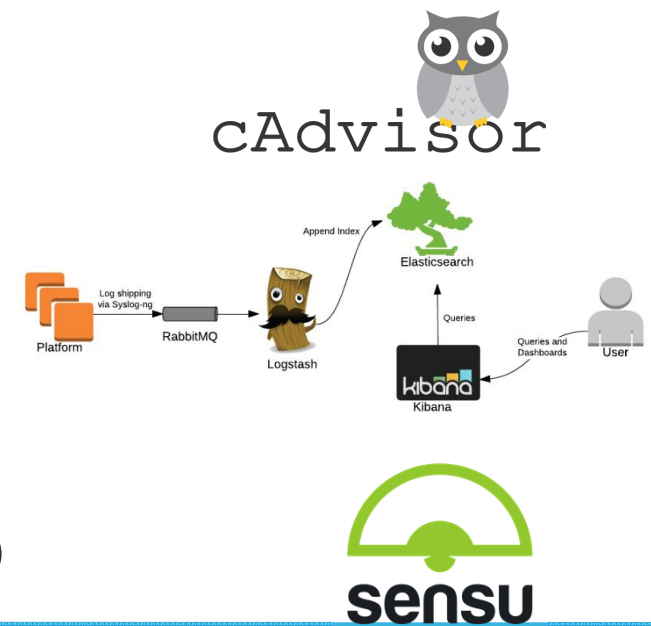 cAdvisor
Append Index
Elasticsearch
Log shipping
via Syslog-ng
Platform
RabbitMQ
Logstash
Queries
Queries and
Dashboards
User
kibana
Kibana
)
sensu